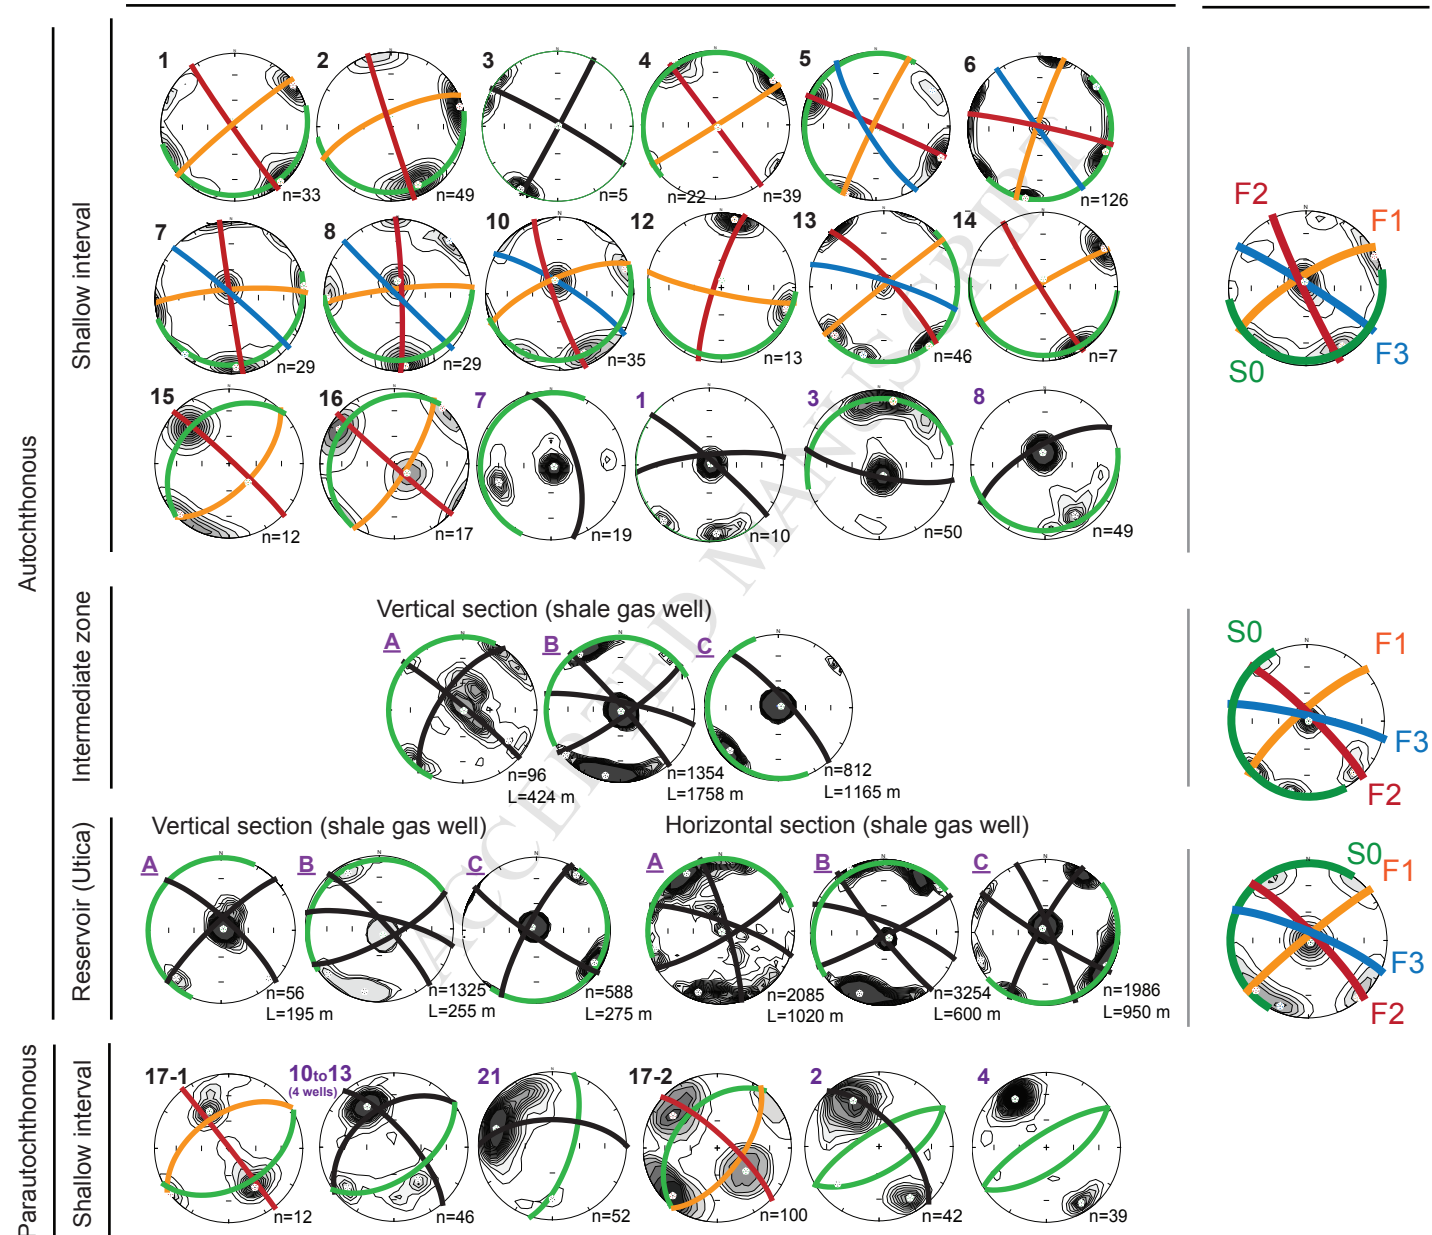 Autochthonous
Shallow interval
1
n=33
2
n=49
3
n=5
4
n=22
n=39
5
6
n=126
7
n=29
8
n=29
10
n=35
12
n=13
13
n=46
14
n=7
15
n=12
16
n=17
7
n=19
1
n=10
3
n=50
8
n=49
F2
F1
F3
S0
Intermediate zone
Vertical section (shale gas well)
A
n=96
L=424 m
B
n=1354
L=1758 m
C
n=812
L=1165 m
S0
F1
F3
F2
Reservoir (Utica)
Vertical section (shale gas well)
A
n=56
L=195 m
B
n=1325
L=255 m
C
n=588
L=275 m
Horizontal section (shale gas well)
A
n=2085
L=1020 m
B
n=3254
L=600 m
C
n=1986
L=950 m
S0
F1
F3
F2
Parautochthonous
Shallow interval
17-1
n=12
10to13
(4 wells)
n=46
21
n=52
17-2
n=100
2
n=42
4
n=39
ACCEPTED MANUSCRIPT